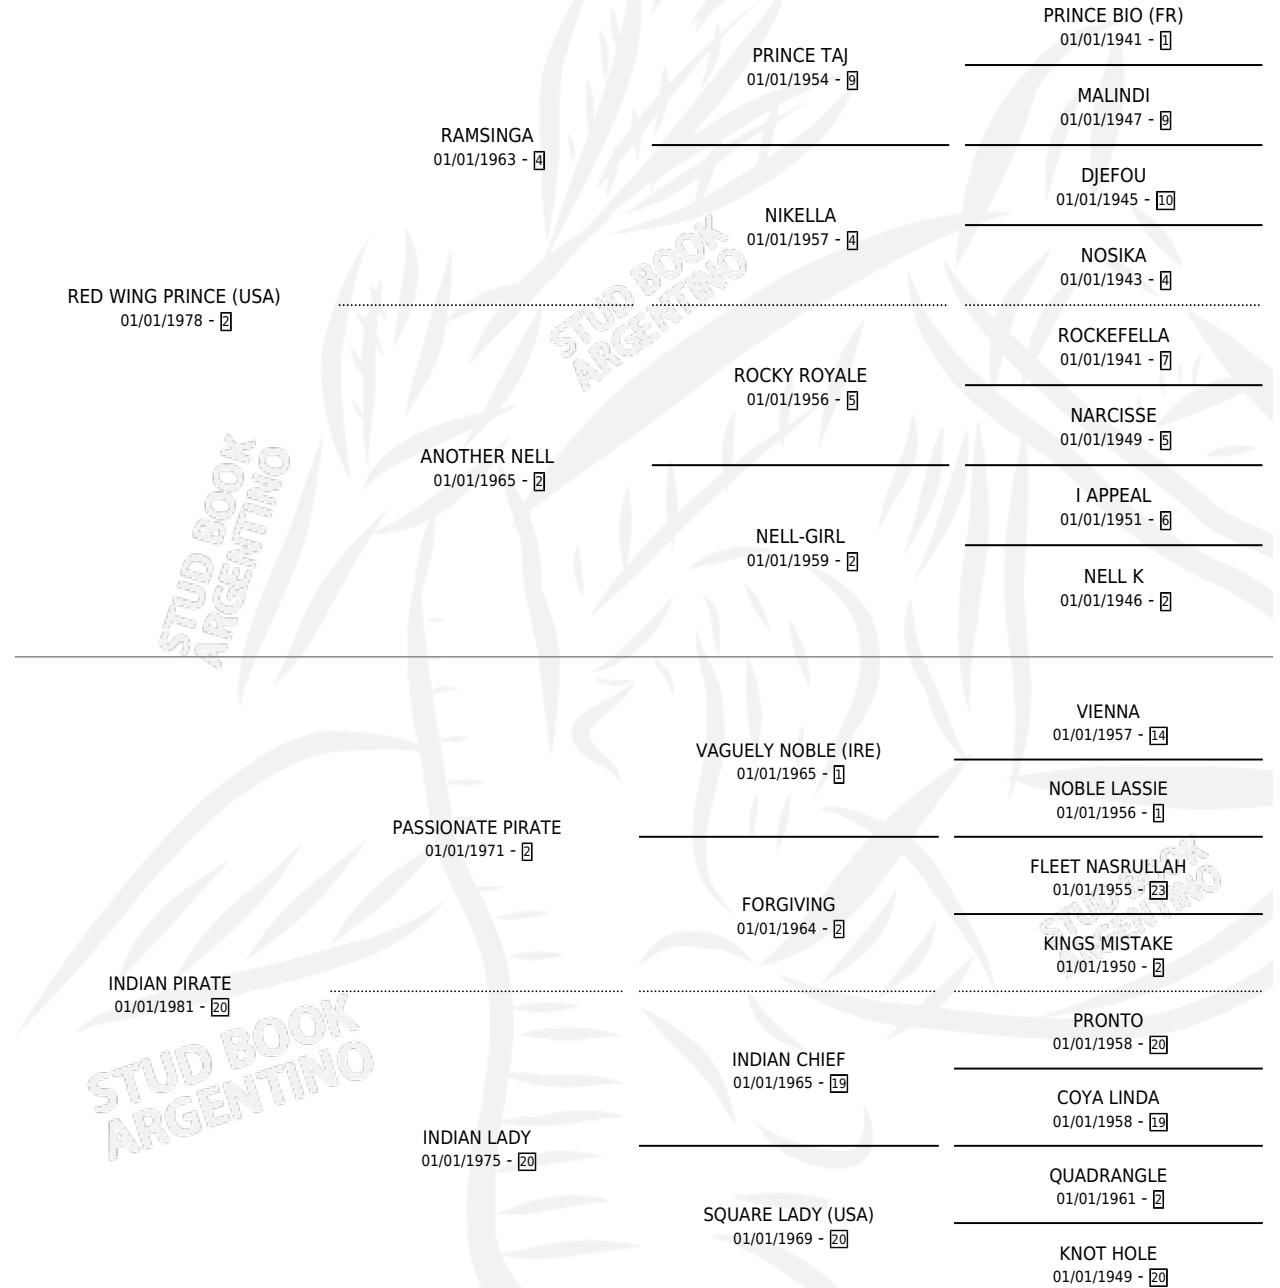 PRINCE BIO (FR)
01/01/1941 - 1
PRINCE TAJ
01/01/1954 - 9
MALINDI
01/01/1947 - 9
RAMSINGA
01/01/1963 - 4
DJEFOU
01/01/1945 - 10
NIKELLA
01/01/1957 - 4
NOSIKA
01/01/1943 - 4
RED WING PRINCE (USA)
01/01/1978 - 2
STUD BOOK
ARGENTINO
ROCKEFELLA
01/01/1941 - 7
ROCKY ROYALE
01/01/1956 - 5
NARCISSE
01/01/1949 - 5
ANOTHER NELL
01/01/1965 - 2
I APPEAL
01/01/1951 - 6
NELL-GIRL
01/01/1959 - 2
NELL K
01/01/1946 - 2
STUD BOOK
ARGENTINO
VIENNA
01/01/1957 - 14
VAGUELY NOBLE (IRE)
01/01/1965 - 1
NOBLE LASSIE
01/01/1956 - 1
PASSIONATE PIRATE
01/01/1971 - 2
FLEET NASRULLAH
01/01/1955 - 23
FORGIVING
01/01/1964 - 2
STUD BOOK
ARGENTINO
KINGS MISTAKE
01/01/1950 - 2
INDIAN PIRATE
01/01/1981 - 20
PRONTO
01/01/1958 - 20
INDIAN CHIEF
01/01/1965 - 19
STUD BOOK
ARGENTINO
COYA LINDA
01/01/1958 - 19
INDIAN LADY
01/01/1975 - 20
QUADRANGLE
01/01/1961 - 2
SQUARE LADY (USA)
01/01/1969 - 20
KNOT HOLE
01/01/1949 - 20